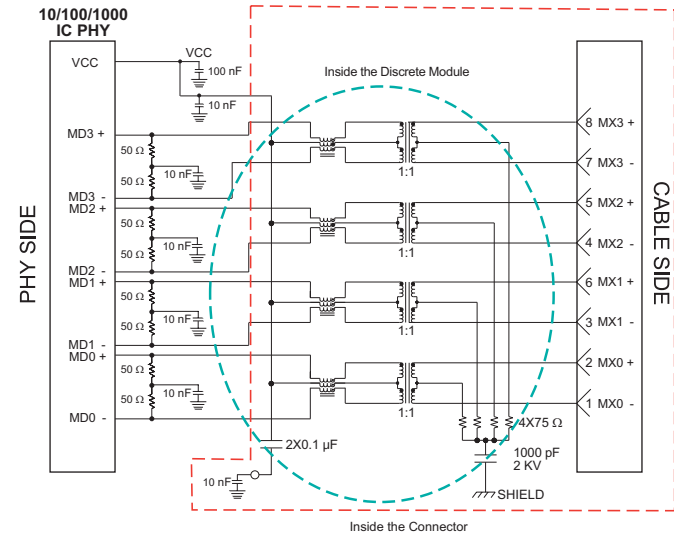 10/100/1000
IC PHY
VCC
VCC
100 nF
10 nF
Inside the Discrete Module
MD3 +
50 Ω
10 nF
50 Ω
MD3 -
1:1
8 MX3 +
7 MX3 -
MD2 +
50 Ω
10 nF
50 Ω
MD2 -
1:1
5 MX2 +
4 MX2 -
MD1 +
50 Ω
10 nF
50 Ω
MD1 -
1:1
6 MX1 +
3 MX1 -
MD0 +
50 Ω
10 nF
50 Ω
MD0 -
1:1
2 MX0 +
1 MX0 -
PHY SIDE
CABLE SIDE
4X75 Ω
2X0.1 µF
10 nF
1000 pF
2 KV
SHIELD
Inside the Connector